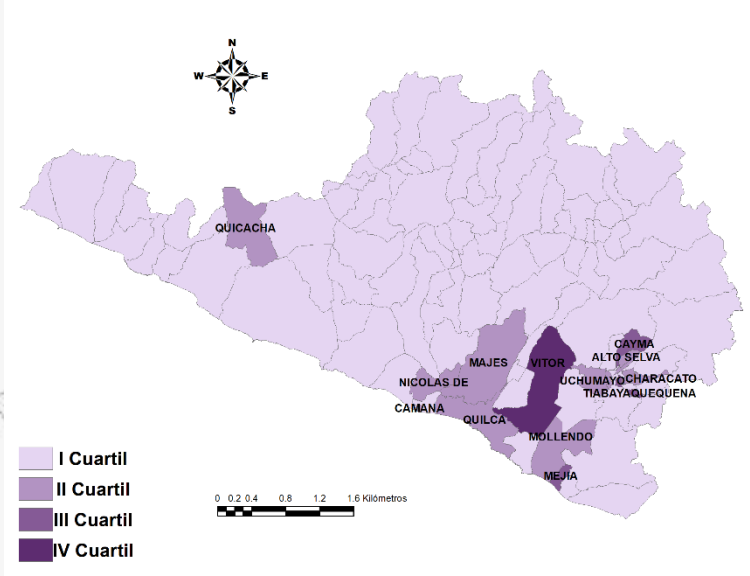 N
W E
S
QUICACHA
CAYMA
ALTO SELVA
MAJES
VITOR
NICOLAS DE
UCHUMAYO
CHARACATO
TIABAYA
QUEQUENA
CAMANA
QUILCA
MOLLENDO
MEJÍA
I Cuartil
II Cuartil
III Cuartil
IV Cuartil
0 0.2 0.4 0.8 1.2 1.6 Kilómetros